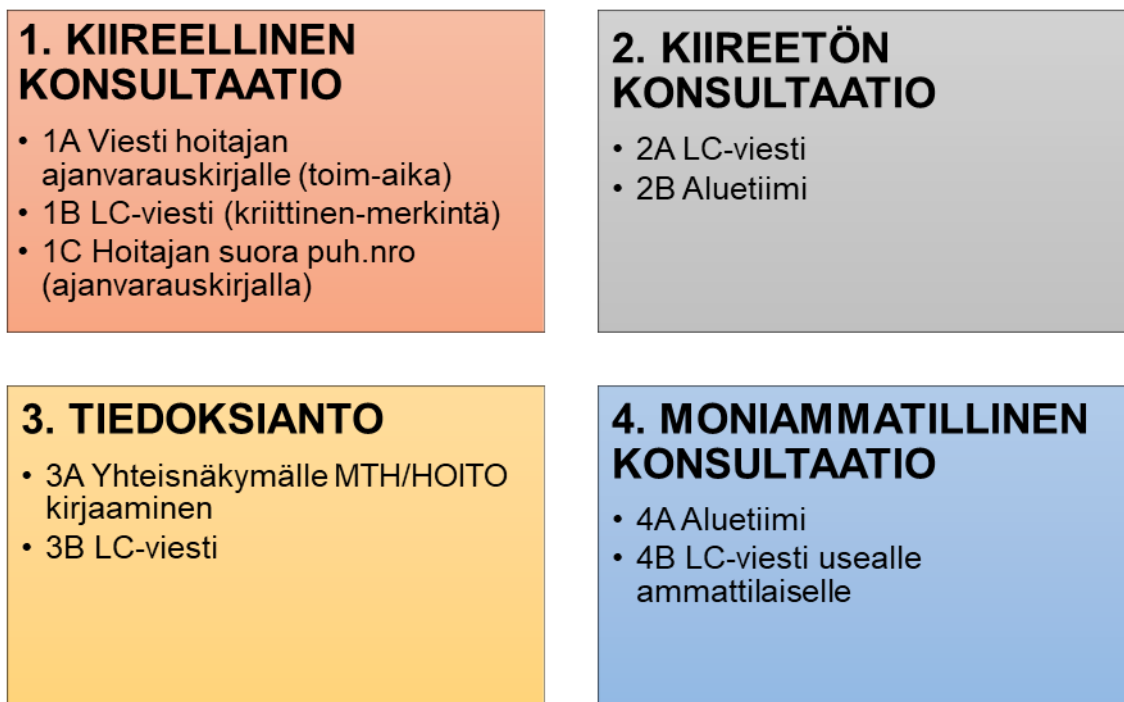 1. KIIREELLINEN
KONSULTAATIO
• 1A Viesti hoitajan
ajanvarauskirjalle (toim-aika)
• 1B LC-viesti (kriittinen-merkintä)
• 1C Hoitajan suora puh.nro
(ajanvarauskirjalla)
2. KIIREETÖN
KONSULTAATIO
• 2A LC-viesti
• 2B Aluetiimi
3. TIEDOKSIANTO
• 3A Yhteisnäkymälle MTH/HOITO
kirjaaminen
• 3B LC-viesti
4. MONIAMMATILLINEN
KONSULTAATIO
• 4A Aluetiimi
• 4B LC-viesti usealle
ammattilaiselle